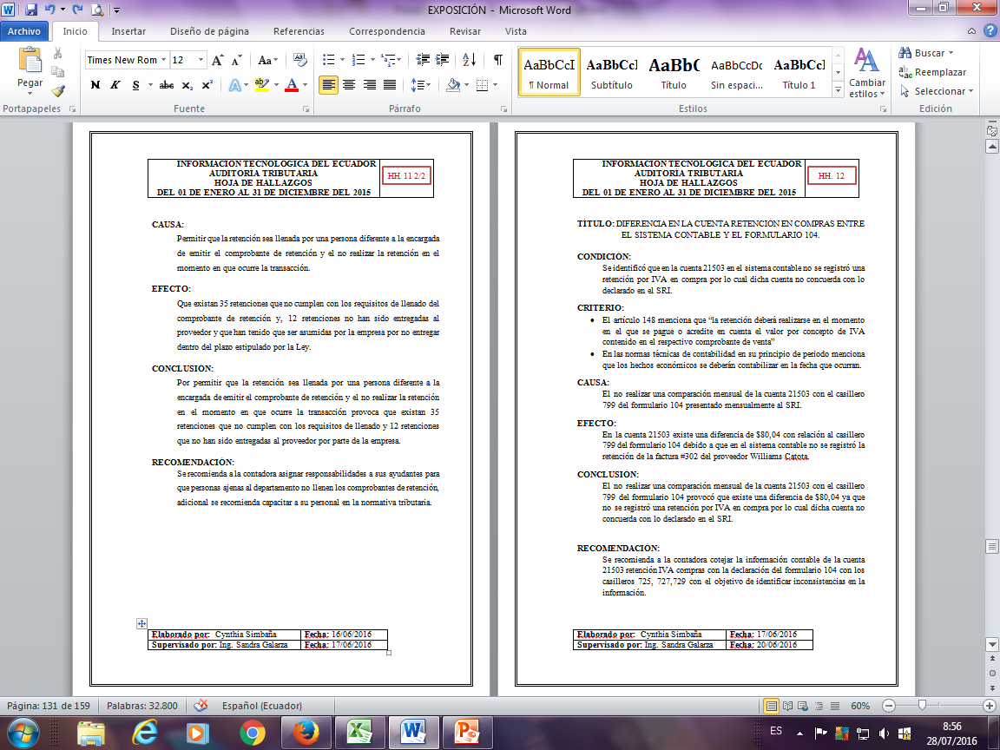 EXPOSICIÓN - Microsoft Word
Archivo Inicio Insertar Diseño de página Referencias Correspondencia Revisar Vista
Pegar
Times New Rom 12
Portapapeles Fuente Párrafo Estilos Edición
AaBbCcI AaBbCcI AaBbC AaBbCcDc AaBbCcI
¶ Normal Subtítulo Título Sin espaci... Título 1
Cambiar estilos
Buscar
Reemplazar
Seleccionar
INFORMACION TECNOLOGICA DEL ECUADOR
AUDITORÍA TRIBUTARIA
HOJA DE HALLAZGOS
DEL 01 DE ENERO AL 31 DE DICIEMBRE DEL 2015
HH. 11 2/2
CAUSA:
Permitir que la retención sea llenada por una persona diferente a la encargada
de emitir el comprobante de retención y el no realizar la retención en el
momento en que ocurre la transacción.
EFECTO:
Que existan 35 retenciones que no cumplen con los requisitos de llenado del
comprobante de retención y, 12 retenciones no han sido entregadas al
proveedor y que han tenido que ser asumidas por la empresa por no entregar
dentro del plazo estipulado por la Ley.
CONCLUSIÓN:
Por permitir que la retención sea llenada por una persona diferente a la
encargada de emitir el comprobante de retención y el no realizar la retención
en el momento en que ocurre la transacción provoca que existan 35
retenciones que no cumplen con los requisitos de llenado y 12 retenciones
que no han sido entregadas al proveedor por parte de la empresa.
RECOMENDACIÓN:
Se recomienda a la contadora asignar responsabilidades a sus ayudantes para
que personas ajenas al departamento no llenen los comprobantes de retención,
adicional se recomienda capacitar a su personal en la normativa tributaria.
Elaborado por: Cynthia Simbaña Fecha: 16/06/2016
Supervisado por: Ing. Sandra Galarza Fecha: 17/06/2016
INFORMACION TECNOLOGICA DEL ECUADOR
AUDITORÍA TRIBUTARIA
HOJA DE HALLAZGOS
DEL 01 DE ENERO AL 31 DE DICIEMBRE DEL 2015
HH. 12
TÍTULO: DIFERENCIA EN LA CUENTA RETENCIÓN EN COMPRAS ENTRE
EL SISTEMA CONTABLE Y EL FORMULARIO 104.
CONDICIÓN:
Se identificó que en la cuenta 21503 en el sistema contable no se registró una
retención por IVA en compra por lo cual dicha cuenta no concuerda con lo
declarado en el SRI.
CRITERIO:
• El artículo 148 menciona que “la retención deberá realizarse en el momento
en el que se pague o acredite en cuenta el valor por concepto de IVA
contenido en el respectivo comprobante de venta”
• En las normas técnicas de contabilidad en su principio de periodo menciona
que los hechos económicos se deberán contabilizar en la fecha que ocurran.
CAUSA:
El no realizar una comparación mensual de la cuenta 21503 con el casillero
799 del formulario 104 presentado mensualmente al SRI.
EFECTO:
En la cuenta 21503 existe una diferencia de $80,04 con relación al casillero
799 del formulario 104 debido a que en el sistema contable no se registró la
retención de la factura #302 del proveedor Williams Catota.
CONCLUSIÓN:
El no realizar una comparación mensual de la cuenta 21503 con el casillero
799 del formulario 104 provocó que existe una diferencia de $80,04 ya que
no se registró una retención por IVA en compra por lo cual dicha cuenta no
concuerda con lo declarado en el SRI.
RECOMENDACIÓN:
Se recomienda a la contadora cotejar la información contable de la cuenta
21503 retención IVA compras con la declaración del formulario 104 con los
casilleros 725, 727,729 con el objetivo de identificar inconsistencias en la
información.
Elaborado por: Cynthia Simbaña Fecha: 17/06/2016
Supervisado por: Ing. Sandra Galarza Fecha: 20/06/2016
Página: 131 de 159 Palabras: 32.800 Español (Ecuador) 60%
ES 8:56
28/07/2016